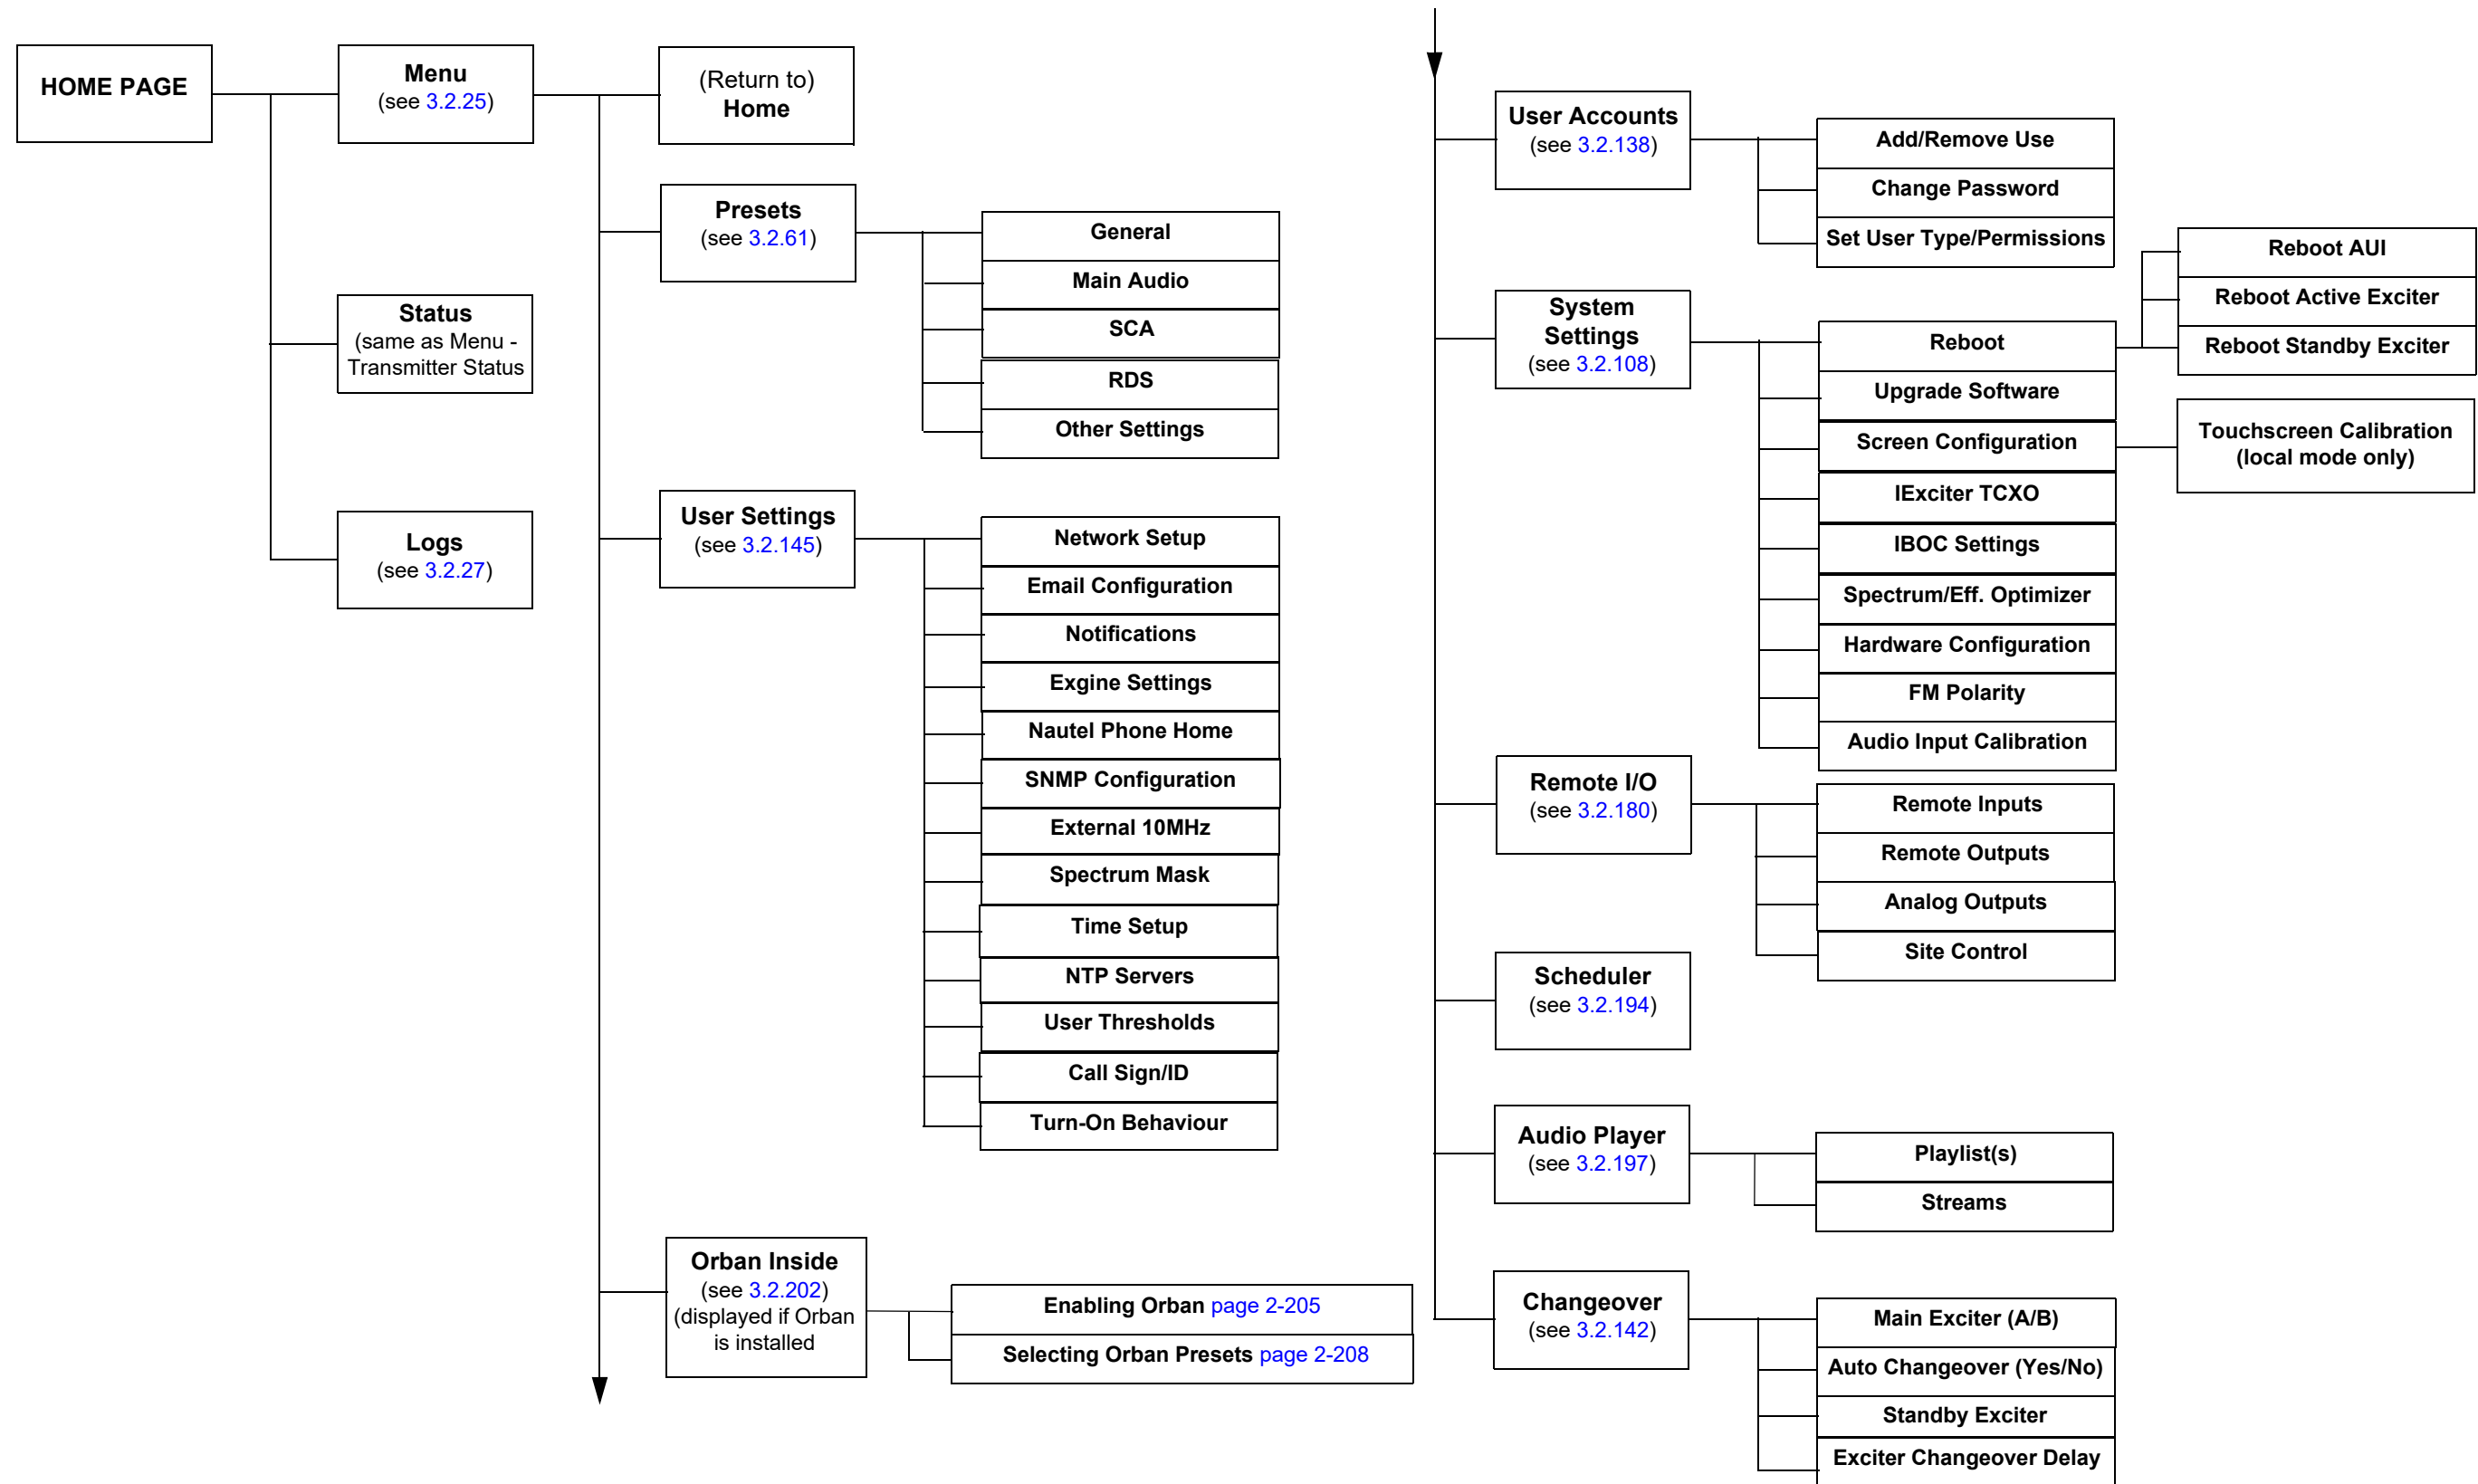 HOME PAGE
Menu
(see 3.2.25)
Status
(same as Menu -
Transmitter Status
Logs
(see 3.2.27)
(Return to)
Home
Presets
(see 3.2.61)
General
Main Audio
SCA
RDS
Other Settings
User Settings
(see 3.2.145)
Network Setup
Email Configuration
Notifications
Exgine Settings
Nautel Phone Home
SNMP Configuration
External 10MHz
Spectrum Mask
Time Setup
NTP Servers
User Thresholds
Call Sign/ID
Turn-On Behaviour
Orban Inside
(see 3.2.202)
(displayed if Orban
is installed
Enabling Orban page 2-205
Selecting Orban Presets page 2-208
User Accounts
(see 3.2.138)
Add/Remove Use
Change Password
Set User Type/Permissions
System
Settings
(see 3.2.108)
Reboot
Upgrade Software
Screen Configuration
IExciter TCXO
IBOC Settings
Spectrum/Eff. Optimizer
Hardware Configuration
FM Polarity
Audio Input Calibration
Reboot AUI
Reboot Active Exciter
Reboot Standby Exciter
Touchscreen Calibration
(local mode only)
Remote I/O
(see 3.2.180)
Remote Inputs
Remote Outputs
Analog Outputs
Site Control
Scheduler
(see 3.2.194)
Audio Player
(see 3.2.197)
Playlist(s)
Streams
Changeover
(see 3.2.142)
Main Exciter (A/B)
Auto Changeover (Yes/No)
Standby Exciter
Exciter Changeover Delay